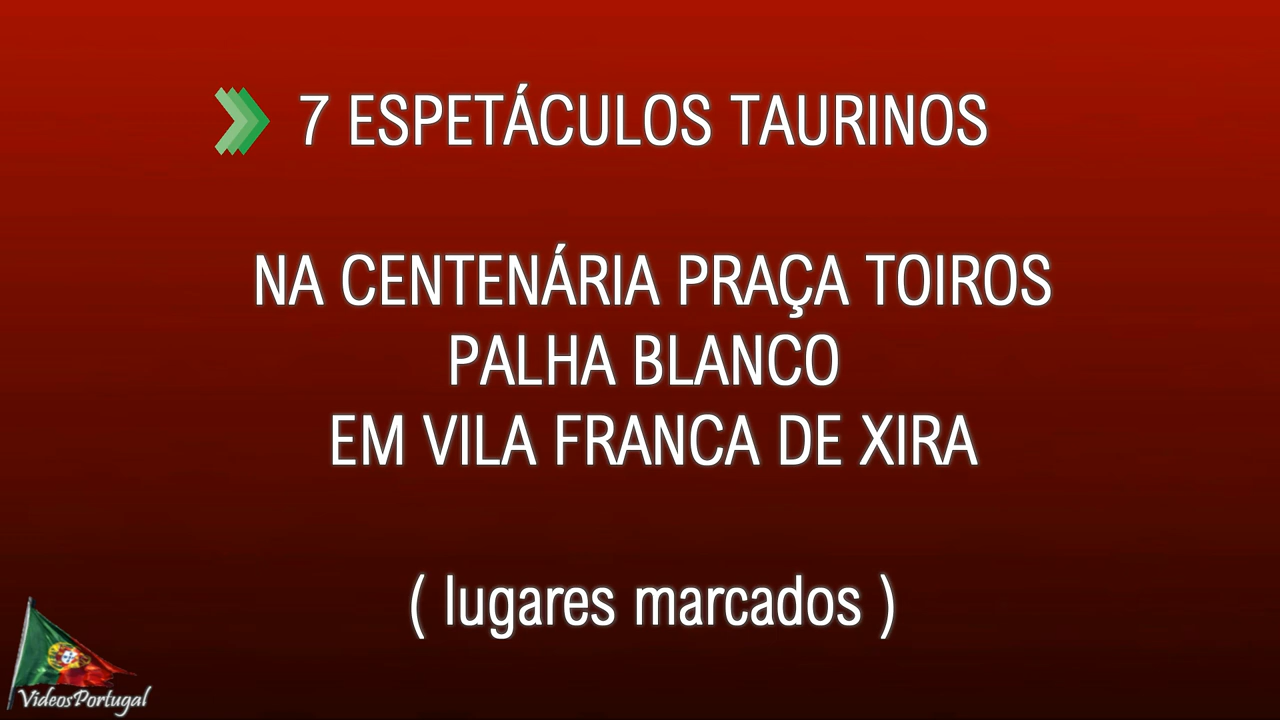 7 ESPETÁCULOS TAURINOS
NA CENTENÁRIA PRAÇA TOIROS
PALHA BLANCO
EM VILA FRANCA DE XIRA
( lugares marcados )
VideosPortugal